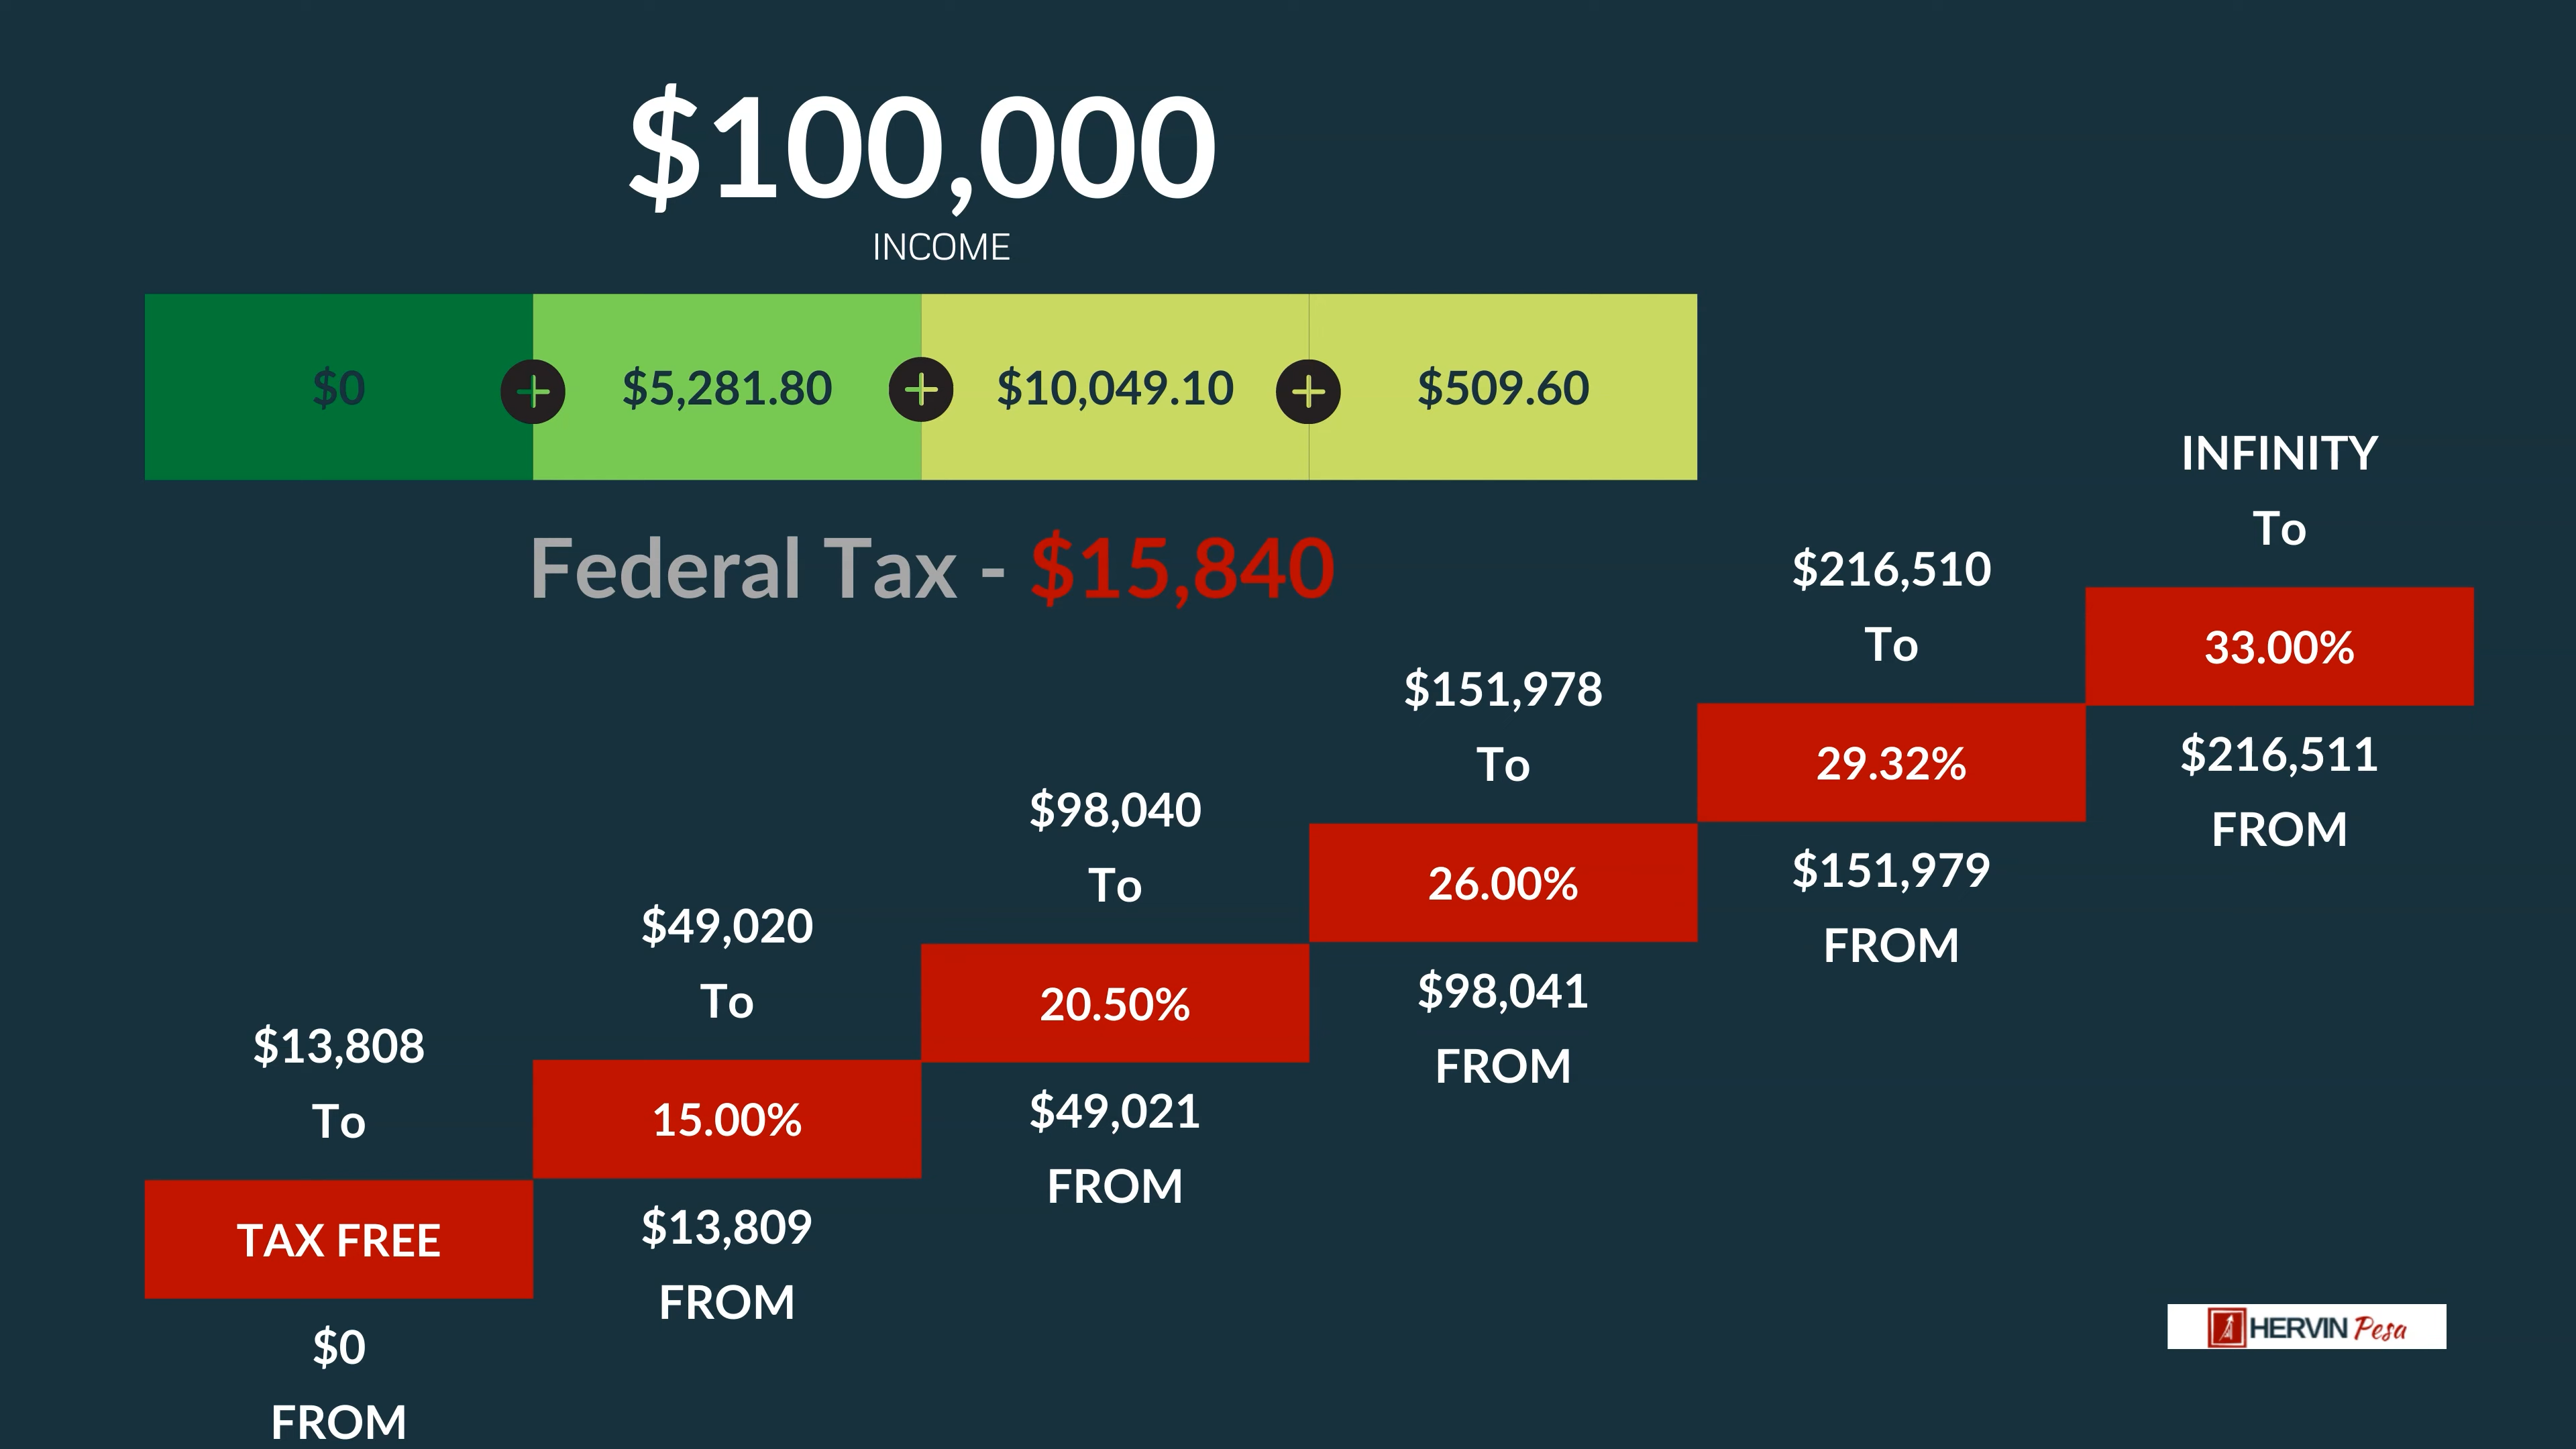 $100,000
INCOME
$0 + $5,281.80 + $10,049.10 + $509.60
Federal Tax - $15,840
$13,808
To
TAX FREE
$0
FROM
$49,020
To
15.00%
$13,809
FROM
$98,040
To
20.50%
$49,021
FROM
$151,978
To
26.00%
$98,041
FROM
$216,510
To
29.32%
$151,979
FROM
INFINITY
To
33.00%
$216,511
FROM
HERVIN Pesa